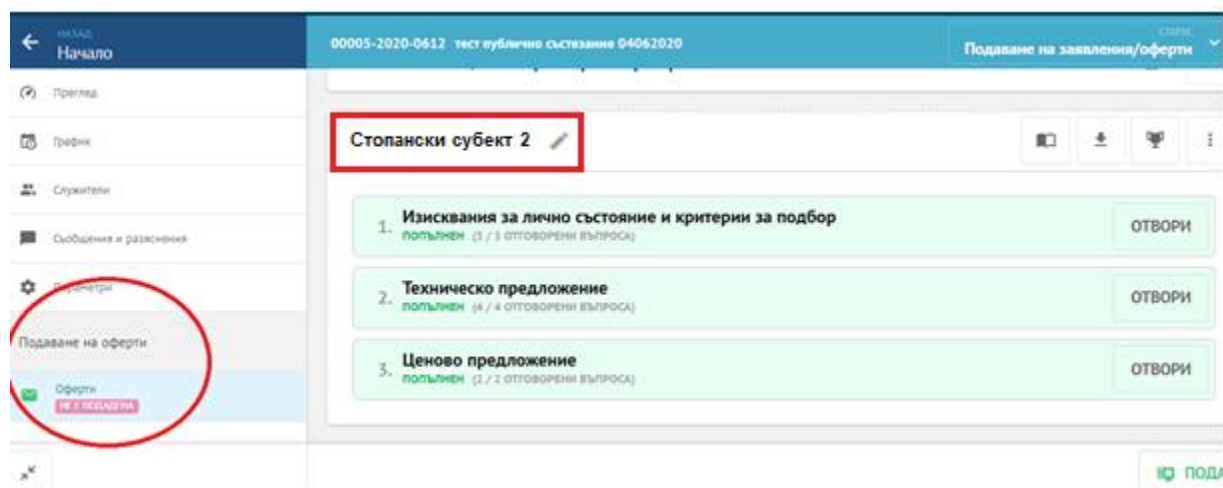 НАЗАД
Начало
00005-2020-0612 тест публично състезание 04062020
СТАТУС
Подаване на заявления/оферти
Преглед
График
Служители
Съобщения и разяснения
Параметри
Подаване на оферти
Оферти
НЕ Е ПОДАДЕНА
Стопански субект 2
1. Изисквания за лично състояние и критерии за подбор
ПОПЪЛНЕН (3 / 3 ОТГОВОРЕНИ ВЪПРОСА)
ОТВОРИ
2. Техническо предложение
ПОПЪЛНЕН (4 / 4 ОТГОВОРЕНИ ВЪПРОСА)
ОТВОРИ
3. Ценово предложение
ПОПЪЛНЕН (2 / 2 ОТГОВОРЕНИ ВЪПРОСА)
ОТВОРИ
ПОДА